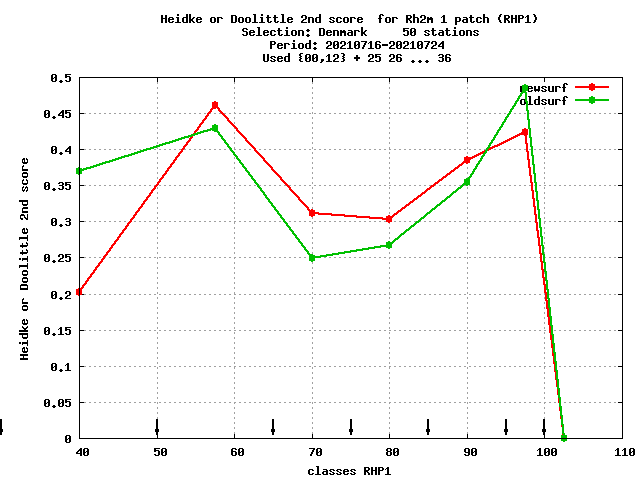 Heidke or Doolittle 2nd score  for Rh2m 1 patch (RHP1)
Selection: Denmark     50 stations
Period: 20210716-20210724
Used {00,12} + 25 26 ... 36
newsurf
oldsurf
0.5
0.45
0.4
0.35
0.3
0.25
0.2
0.15
0.1
0.05
0
Heidke or Doolittle 2nd score
40 50 60 70 80 90 100 110
classes RHP1